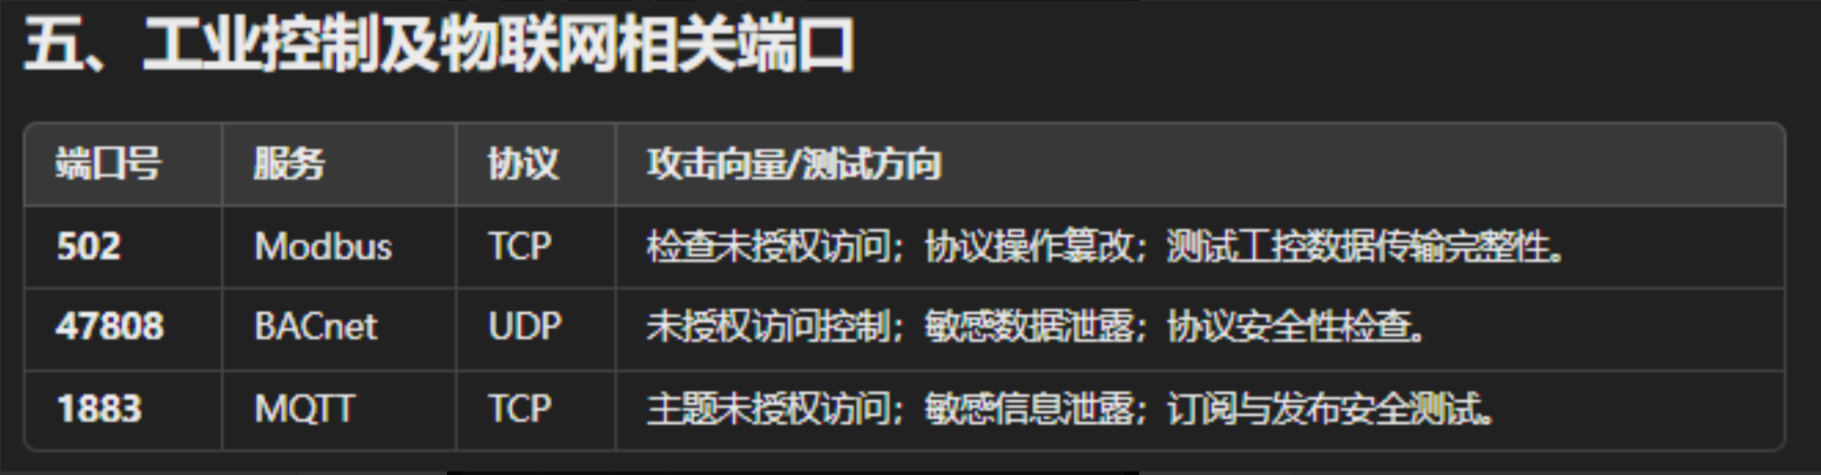 五、工业控制及物联网相关端口
端口号 服务 协议 攻击向量/测试方向
502 Modbus TCP 检查未授权访问；协议操作篡改；测试工控数据传输完整性。
47808 BACnet UDP 未授权访问控制；敏感数据泄露；协议安全性检查。
1883 MQTT TCP 主题未授权访问；敏感信息泄露；订阅与发布安全测试。